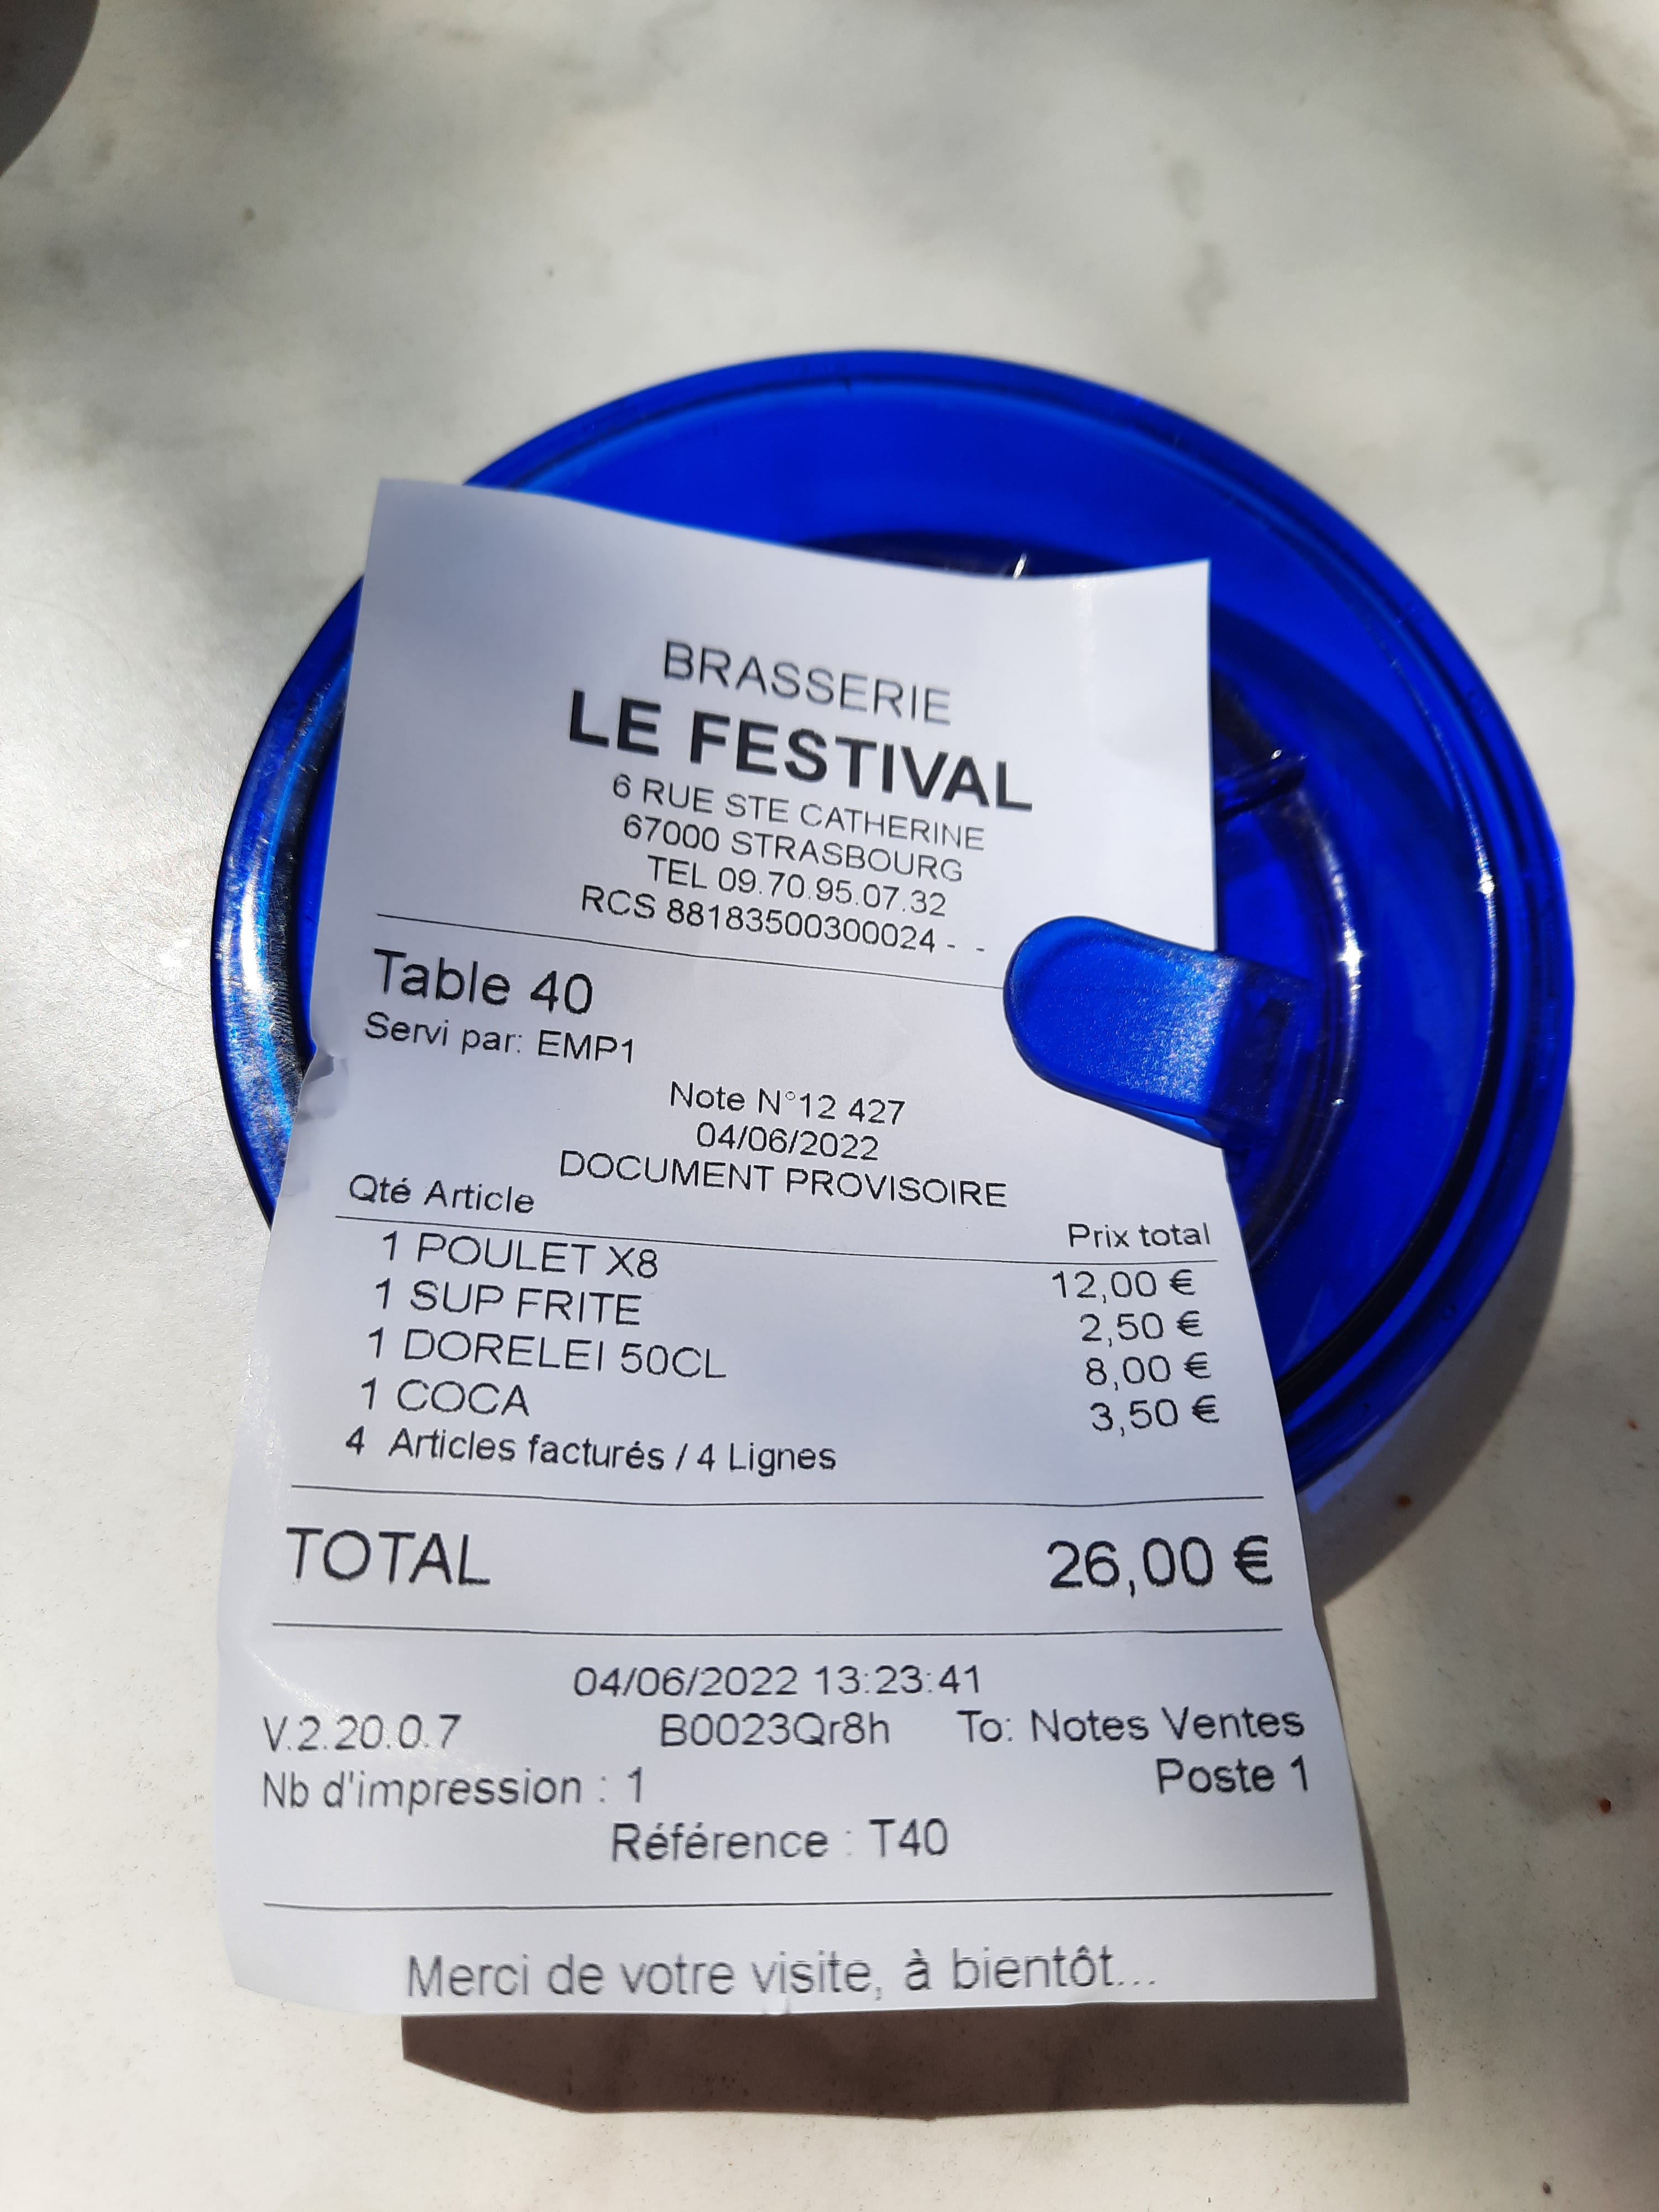 BRASSERIE
LE FESTIVAL
6 RUE STE CATHERINE
67000 STRASBOURG
TEL 09.70.95.07.32
RCS 88183500300024 - -
Table 40
Servi par: EMP1
Note N°12 427
04/06/2022
DOCUMENT PROVISOIRE
Qté Article Prix total
1 POULET X8 12,00 €
1 SUP FRITE 2,50 €
1 DORELEI 50CL 8,00 €
1 COCA 3,50 €
4 Articles facturés / 4 Lignes
TOTAL 26,00 €
04/06/2022 13:23:41
V.2.20.0.7 B0023Qr8h To: Notes Ventes
Nb d'impression : 1 Poste 1
Référence : T40
Merci de votre visite, à bientôt...